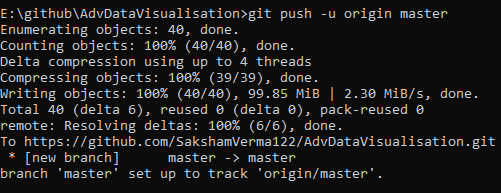 E:\github\AdvDataVisualisation>git push -u origin master
Enumerating objects: 40, done.
Counting objects: 100% (40/40), done.
Delta compression using up to 4 threads
Compressing objects: 100% (39/39), done.
Writing objects: 100% (40/40), 99.85 MiB | 2.30 MiB/s, done.
Total 40 (delta 6), reused 0 (delta 0), pack-reused 0
remote: Resolving deltas: 100% (6/6), done.
To https://github.com/SakshamVerma122/AdvDataVisualisation.git
 * [new branch]      master -> master
branch 'master' set up to track 'origin/master'.